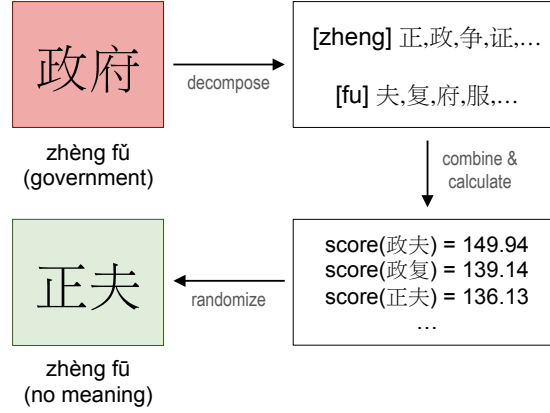 政府
zhèng fŭ
(government)
decompose
[zheng] 正,政,争,证,…
[fu] 夫,复,府,服,…
combine &
calculate
score(政夫) = 149.94
score(政复) = 139.14
score(正夫) = 136.13
…
randomize
正夫
zhèng fū
(no meaning)